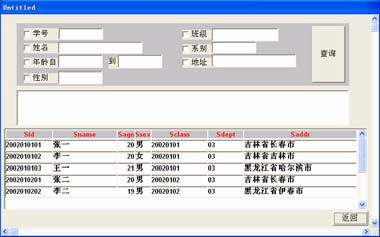 Untitled
学号 班级
姓名 系别
年龄自 到 地址
性别
查询
Sid Sname Sage Ssex Sclass Sdept Saddr
2002010101 张一 20 男 20020101 03 吉林省长春市
2002010102 李一 20 女 20020101 03 吉林省吉林市
2002010103 王一 21 男 20020101 03 黑龙江省哈尔滨市
2002010201 张二 20 男 20020102 03 吉林省长春市
2002010202 李二 19 男 20020102 03 黑龙江省伊春市
返回